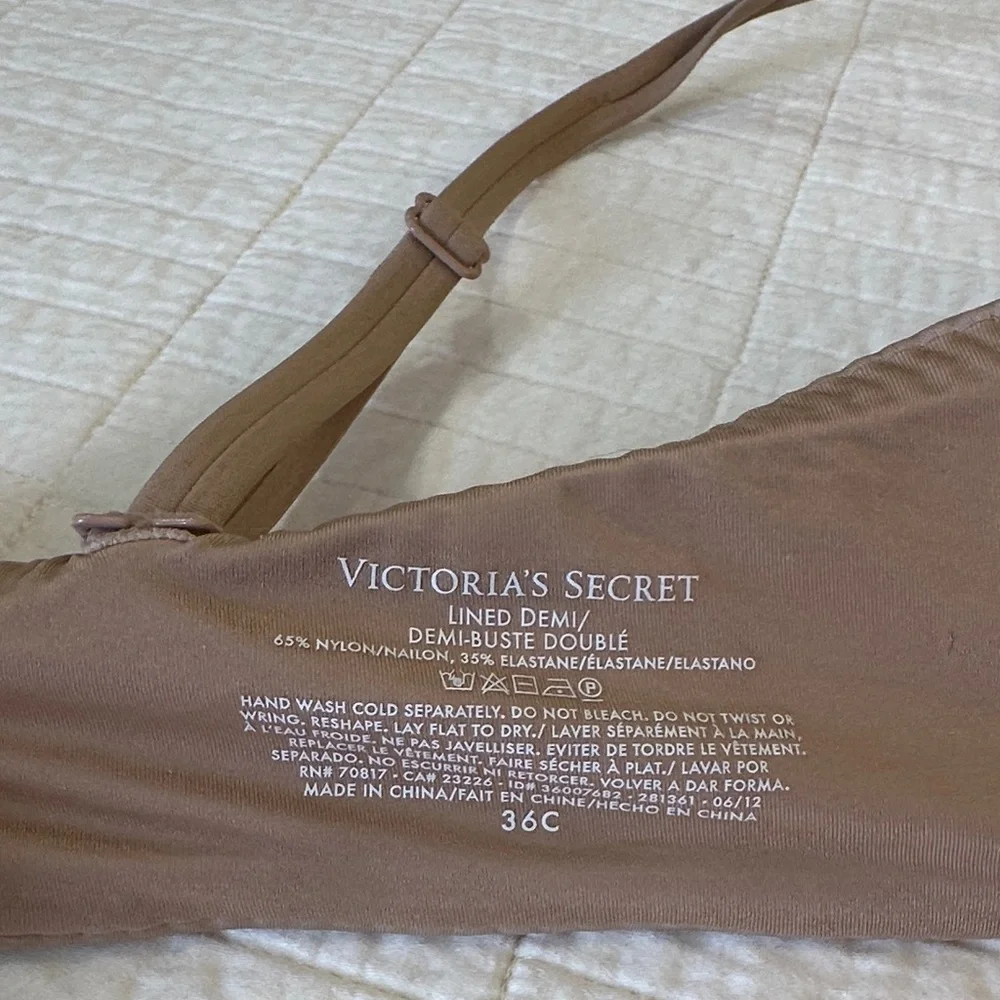 VICTORIA'S SECRET
LINED DEMI/
DEMI-BUSTE DOUBLÉ
65% NYLON/NAILON, 35% ELASTANE/ÉLASTANE/ELASTANO
P
HAND WASH COLD SEPARATELY. DO NOT BLEACH. DO NOT TWIST OR
WRING. RESHAPE. LAY FLAT TO DRY./ LAVER SÉPARÉMENT À LA MAIN,
À L'EAU FROIDE. NE PAS JAVELLISER. EVITER DE TORDRE LE VÊTEMENT.
REPLACER LE VÊTEMENT. FAIRE SÉCHER À PLAT./ LAVAR POR
SEPARADO. NO ESCURRIR NI RETORCER. VOLVER A DAR FORMA.
RN# 70817 - CA# 23226 - ID# 36007682 - 281361 - 06/12
MADE IN CHINA/FAIT EN CHINE/HECHO EN CHINA
36C